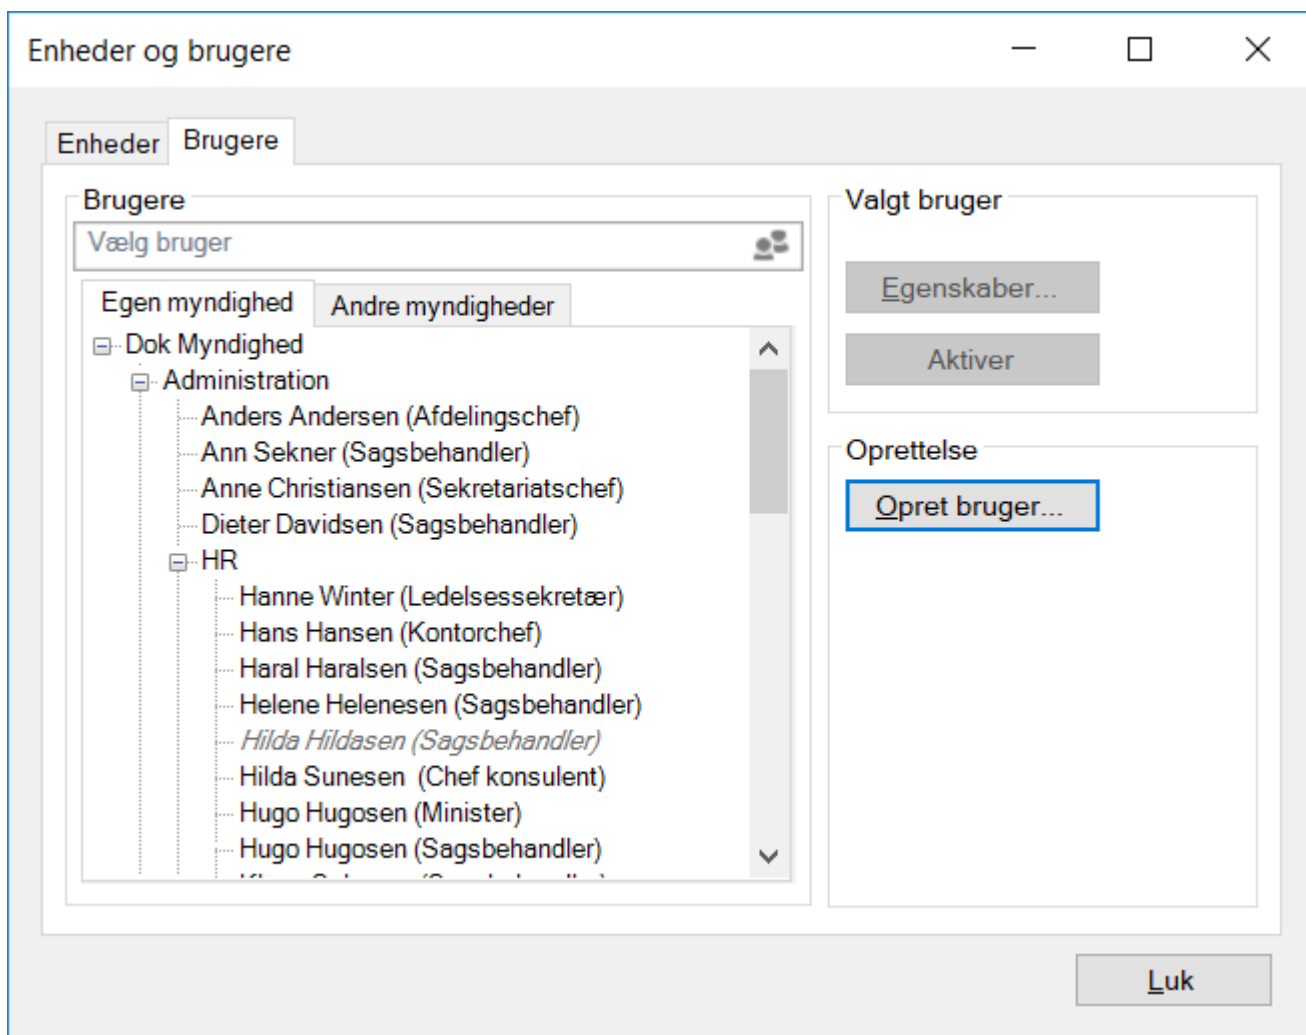 Enheder og brugere
Enheder
Brugere
Brugere
Vælg bruger
Egen myndighed
Andre myndigheder
Dok Myndighed
Administration
Anders Andersen (Afdelingschef)
Ann Sekner (Sagsbehandler)
Anne Christiansen (Sekretariatschef)
Dieter Davidsen (Sagsbehandler)
HR
Hanne Winter (Ledelsessekretær)
Hans Hansen (Kontorchef)
Haral Haralsen (Sagsbehandler)
Helene Helenesen (Sagsbehandler)
Hilda Hildasen (Sagsbehandler)
Hilda Sunesen (Chef konsulent)
Hugo Hugosen (Minister)
Hugo Hugosen (Sagsbehandler)
Valgt bruger
Egenskaber...
Aktiver
Oprettelse
Opret bruger...
Luk